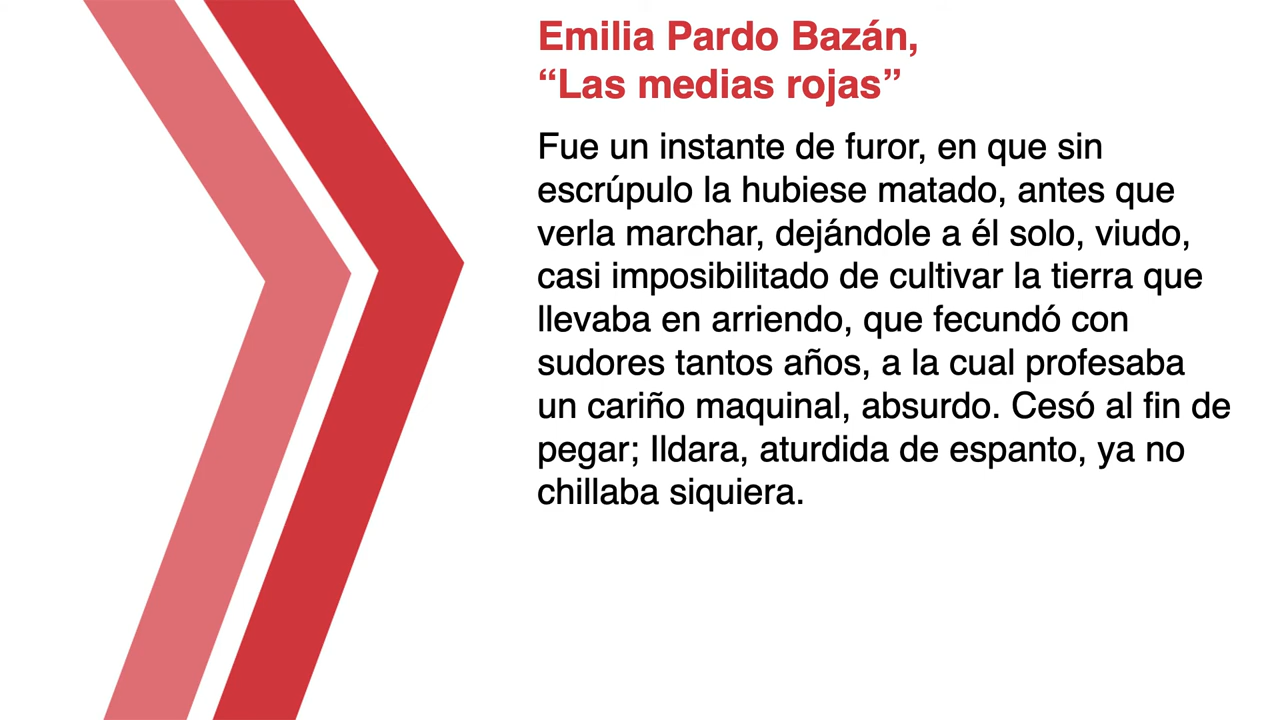 Emilia Pardo Bazán,
“Las medias rojas”
Fue un instante de furor, en que sin
escrúpulo la hubiese matado, antes que
verla marchar, dejándole a él solo, viudo,
casi imposibilitado de cultivar la tierra que
llevaba en arriendo, que fecundó con
sudores tantos años, a la cual profesaba
un cariño maquinal, absurdo. Cesó al fin de
pegar; Ildara, aturdida de espanto, ya no
chillaba siquiera.